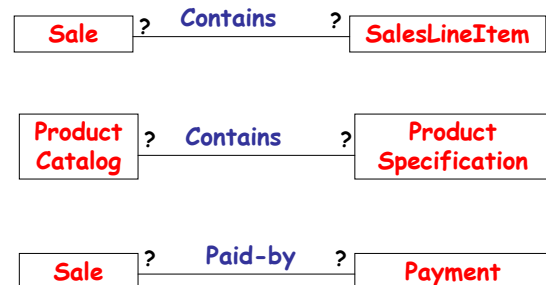 Sale ? Contains ? SalesLineItem
Product Catalog ? Contains ? Product Specification
Sale ? Paid-by ? Payment